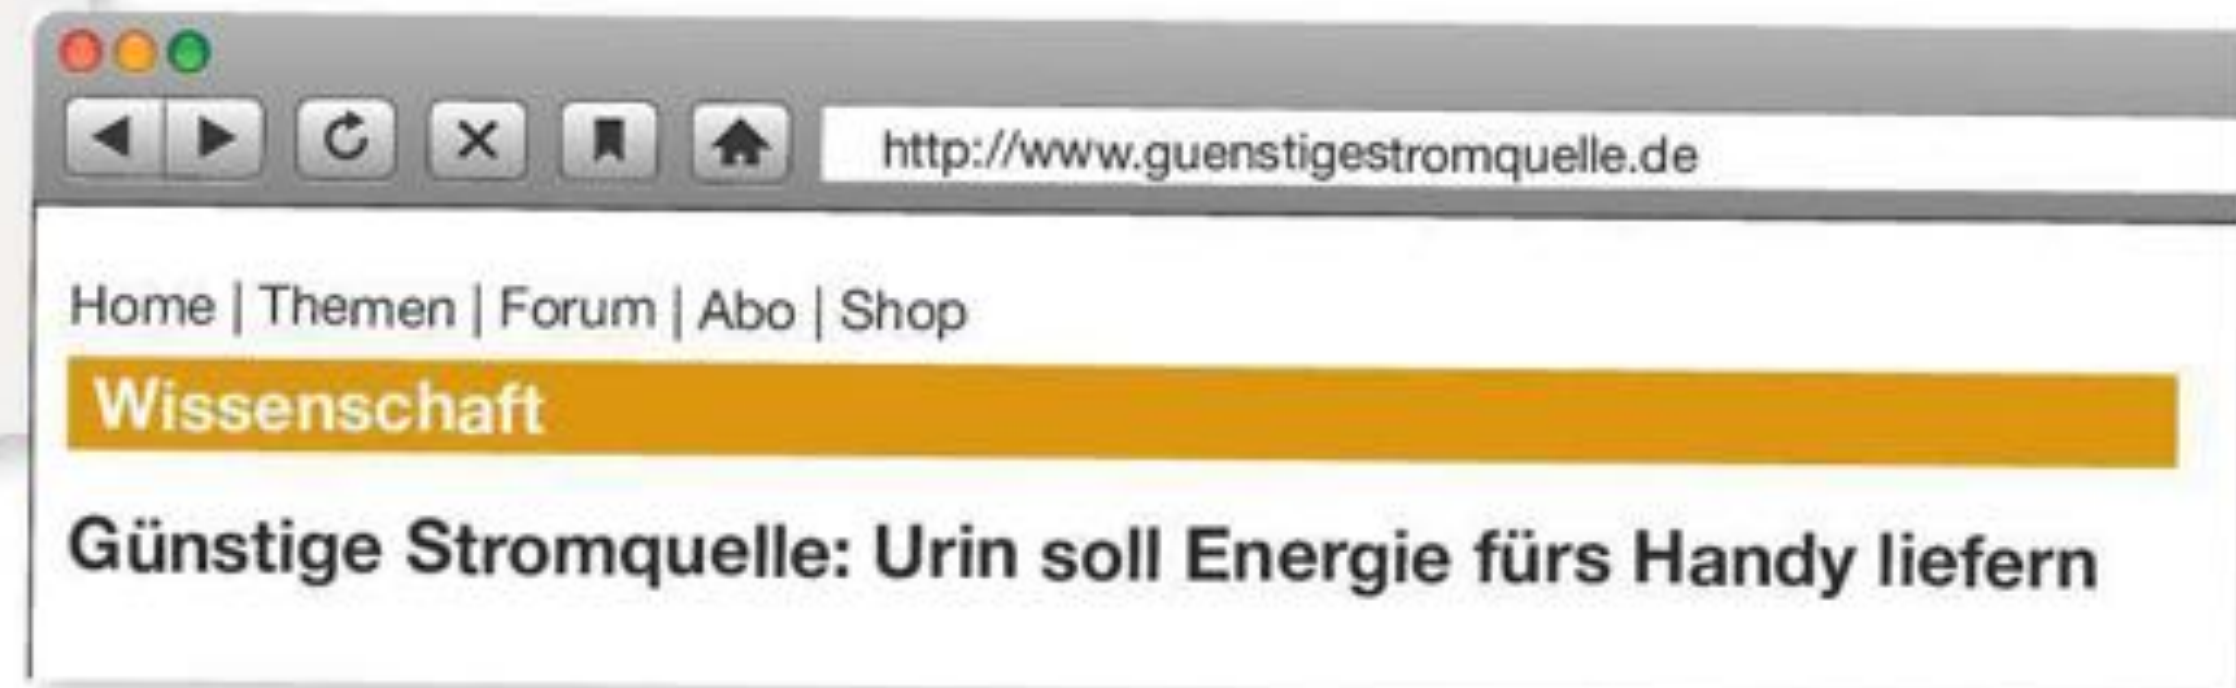 http://www.guenstigestromquelle.de
Home | Themen | Forum | Abo | Shop
Wissenschaft
Günstige Stromquelle: Urin soll Energie fürs Handy liefern